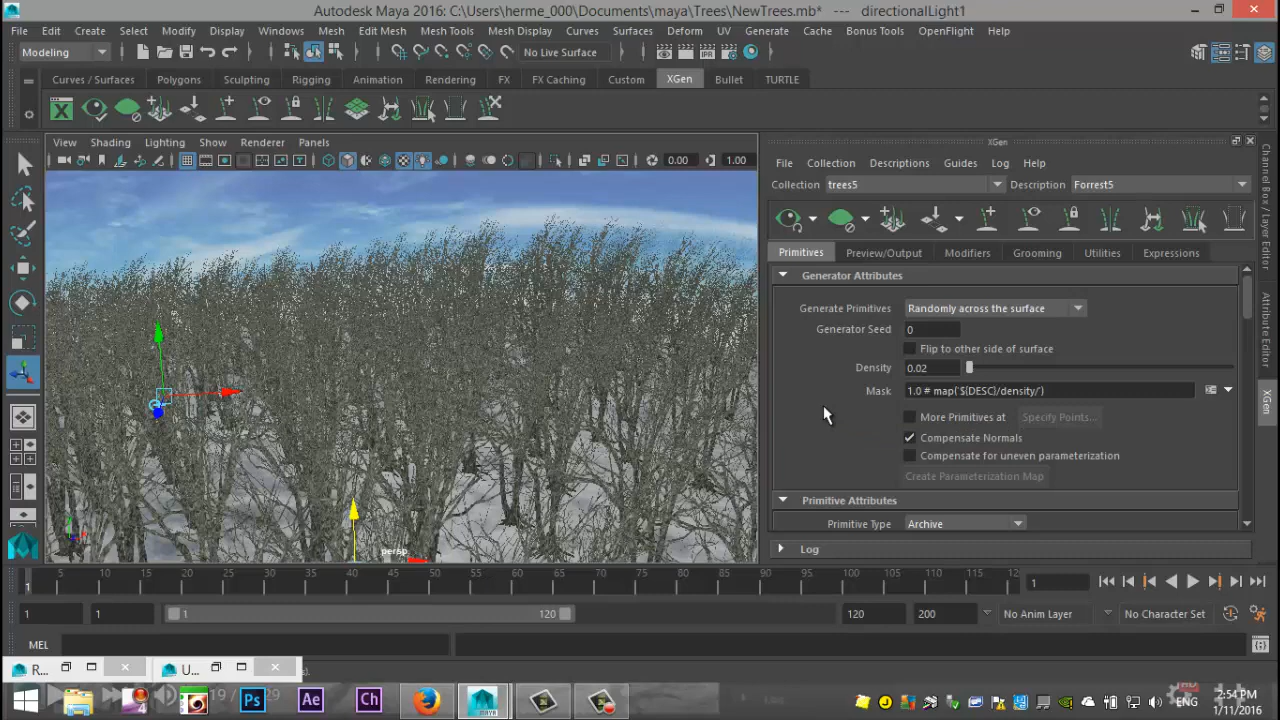 Autodesk Maya 2016: C:\Users\herme_000\Documents\maya\Trees\NewTrees.mb* --- directionalLight1
File Edit Create Select Modify Display Windows Mesh Edit Mesh Mesh Tools Mesh Display Curves Surfaces Deform UV Generate Cache Bonus Tools OpenFlight Help
Modeling No Live Surface
Curves / Surfaces Polygons Sculpting Rigging Animation Rendering FX FX Caching Custom XGen Bullet TURTLE
View Shading Lighting Show Renderer Panels
0.00 1.00
persp
XGen
File Collection Descriptions Guides Log Help
Collection trees5 Description Forrest5
Primitives Preview/Output Modifiers Grooming Utilities Expressions
Generator Attributes
Generate Primitives Randomly across the surface
Generator Seed 0
Flip to other side of surface
Density 0.02
Mask 1.0 # map('${DESC}/density/')
More Primitives at Specify Points...
Compensate Normals
Compensate for uneven parameterization
Create Parameterization Map
Primitive Attributes
Primitive Type Archive
Log
Channel Box / Layer Editor
Attribute Editor
XGen
5 10 15 20 25 30 35 40 45 50 55 60 65 70 75 80 85 90 95 100 105 110 115 12
1 1
1 1 1 120 120 200 No Anim Layer No Character Set
MEL
R... U...
19 / 29
4 Ps Ae Ch MAYA
ENG
2:54 PM
1/11/2016